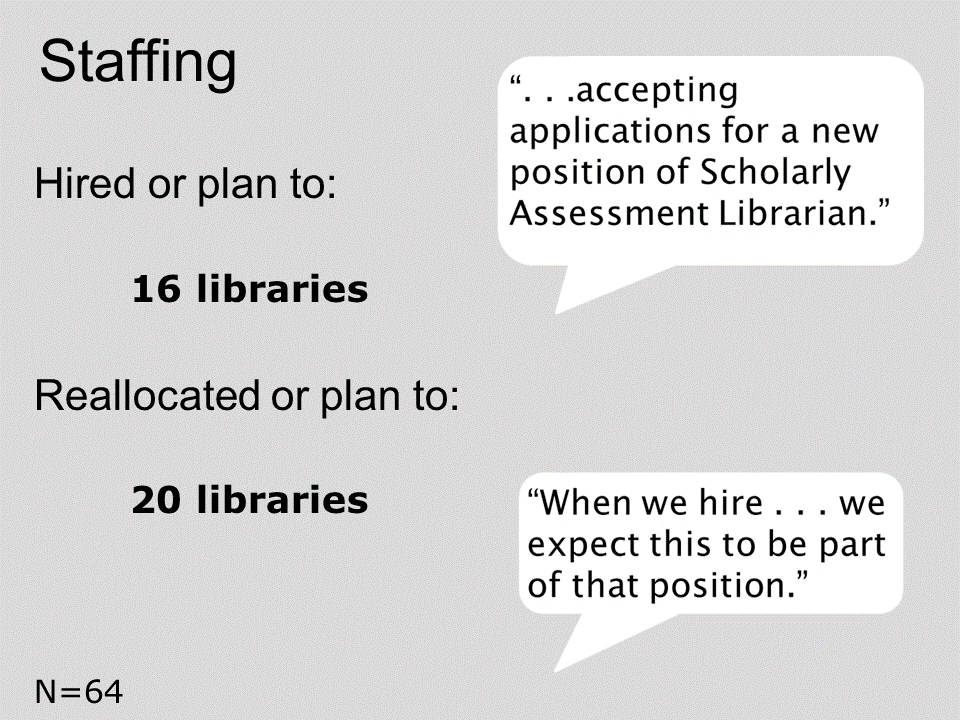 Staffing
Hired or plan to:
16 libraries
Reallocated or plan to:
20 libraries
N=64
“. . .accepting
applications for a new
position of Scholarly
Assessment Librarian.”
“When we hire . . . we
expect this to be part
of that position.”